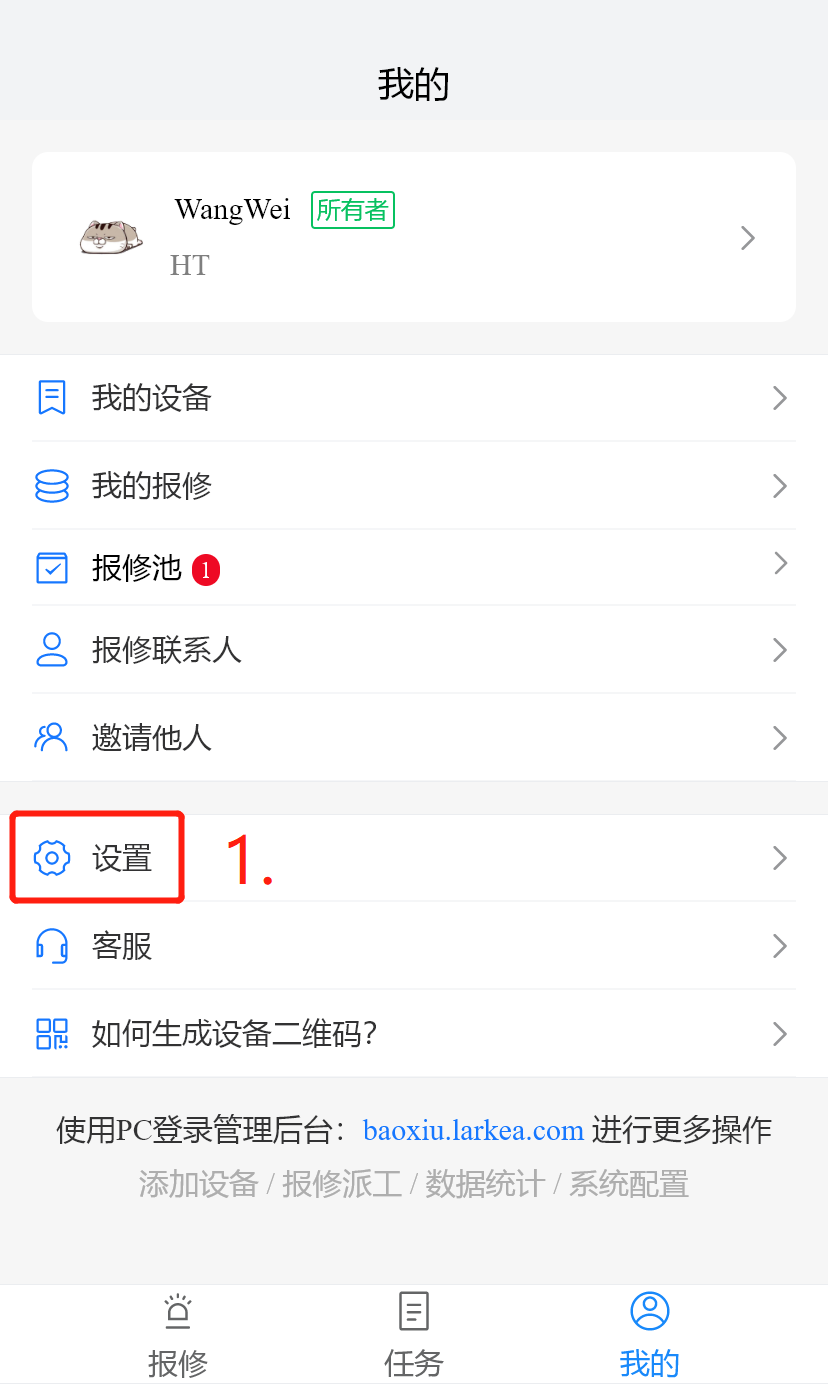 我的
WangWei 所有者
HT
我的设备
我的报修
报修池 1
报修联系人
邀请他人
设置 1.
客服
如何生成设备二维码?
使用PC登录管理后台：baoxiu.larkea.com 进行更多操作
添加设备 / 报修派工 / 数据统计 / 系统配置
报修 任务 我的